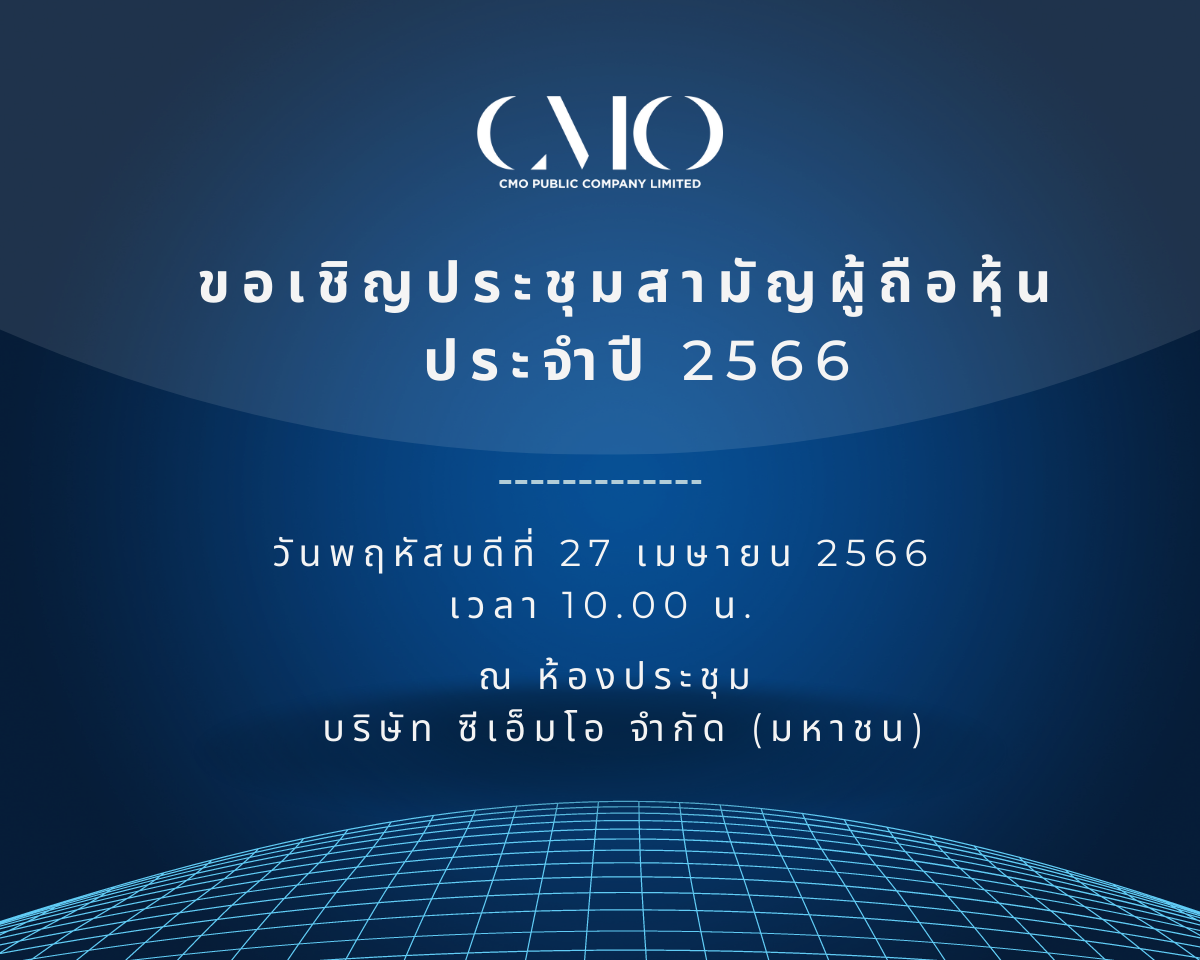 CMO
CMO PUBLIC COMPANY LIMITED
ขอเชิญประชุมสามัญผู้ถือหุ้น
ประจำปี 2566
วันพฤหัสบดีที่ 27 เมษายน 2566
เวลา 10.00 น.
ณ ห้องประชุม
บริษัท ซีเอ็มโอ จำกัด (มหาชน)